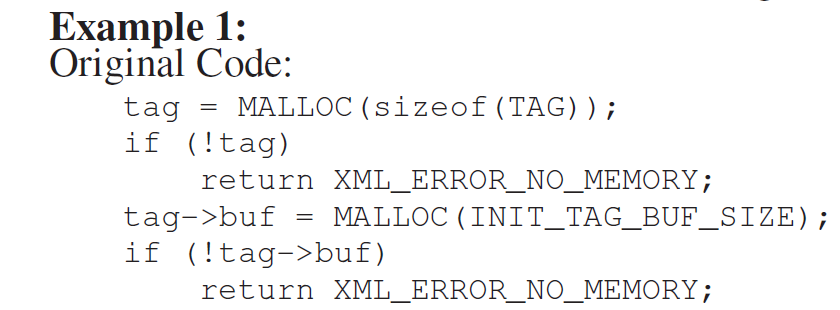 Example 1:
Original Code:
tag = MALLOC(sizeof(TAG));
if (!tag)
return XML_ERROR_NO_MEMORY;
tag->buf = MALLOC(INIT_TAG_BUF_SIZE);
if (!tag->buf)
return XML_ERROR_NO_MEMORY;